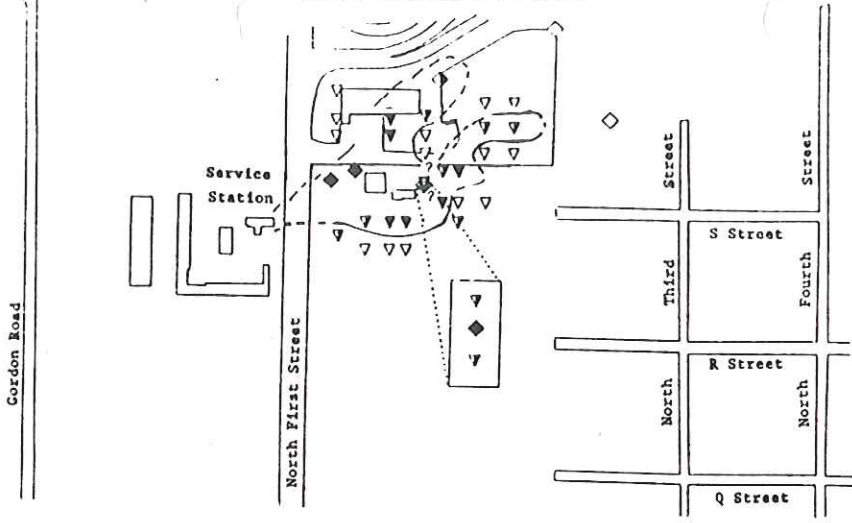 Service
Station
Gordon Road
North First Street
?
?
?
North Third Street
North Fourth Street
S Street
R Street
Q Street